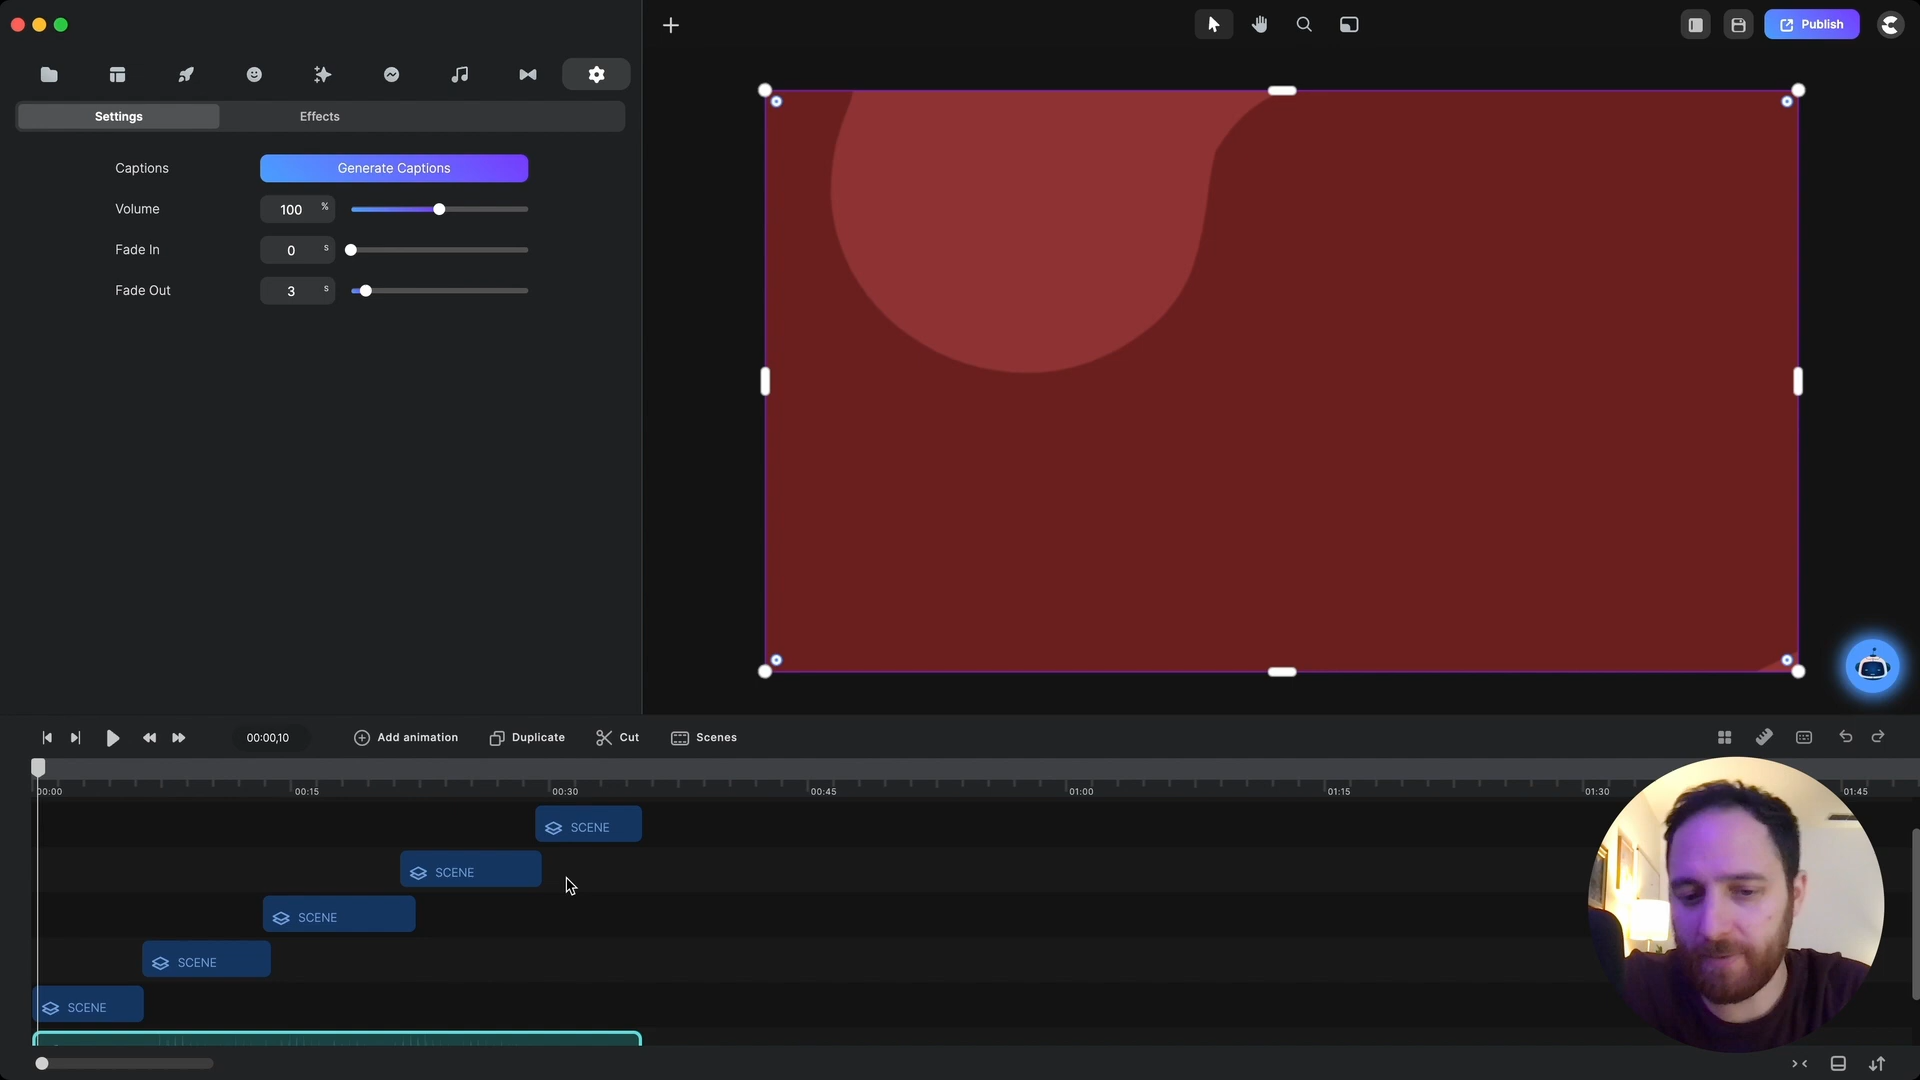 Publish
Settings
Effects
Captions
Generate Captions
Volume
100 %
Fade In
0 s
Fade Out
3 s
00:00,10
Add animation
Duplicate
Cut
Scenes
00:00
00:15
00:30
00:45
01:00
01:15
01:30
01:45
SCENE
SCENE
SCENE
SCENE
SCENE